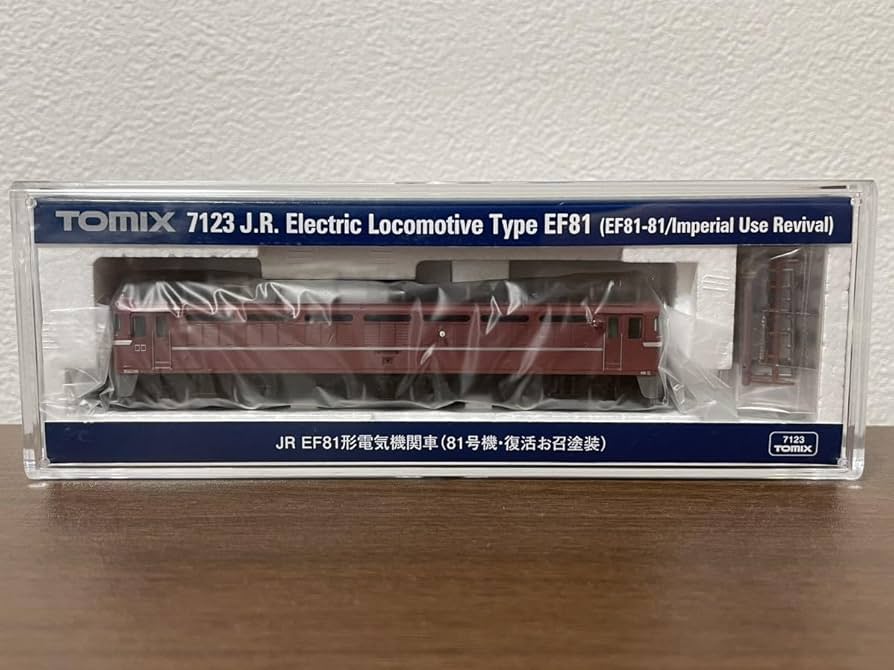 TOMIX 7123 J.R. Electric Locomotive Type EF81 (EF81-81/Imperial Use Revival)
JR EF81形電気機関車(81号機・復活お召塗装)
7123
TOMIX